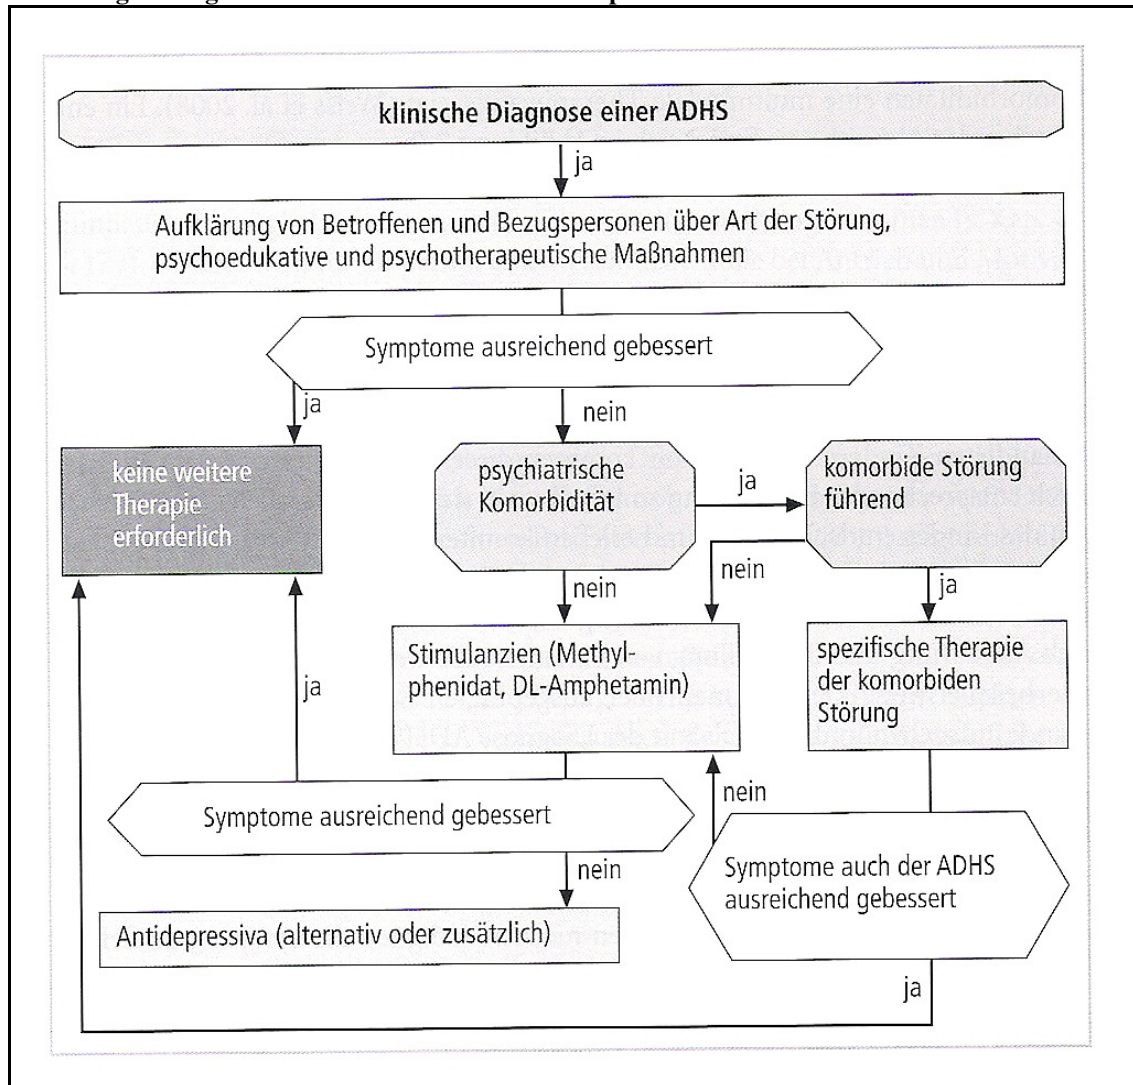 klinische Diagnose einer ADHS
ja
Aufklärung von Betroffenen und Bezugspersonen über Art der Störung,
psychoedukative und psychotherapeutische Maßnahmen
Symptome ausreichend gebessert
ja
nein
keine weitere
Therapie
erforderlich
psychiatrische
Komorbidität
ja
komorbide Störung
führend
nein
nein
ja
Stimulanzien (Methyl-
phenidat, DL-Amphetamin)
spezifische Therapie
der komorbiden
Störung
ja
nein
Symptome ausreichend gebessert
nein
Symptome auch der ADHS
ausreichend gebessert
Antidepressiva (alternativ oder zusätzlich)
ja